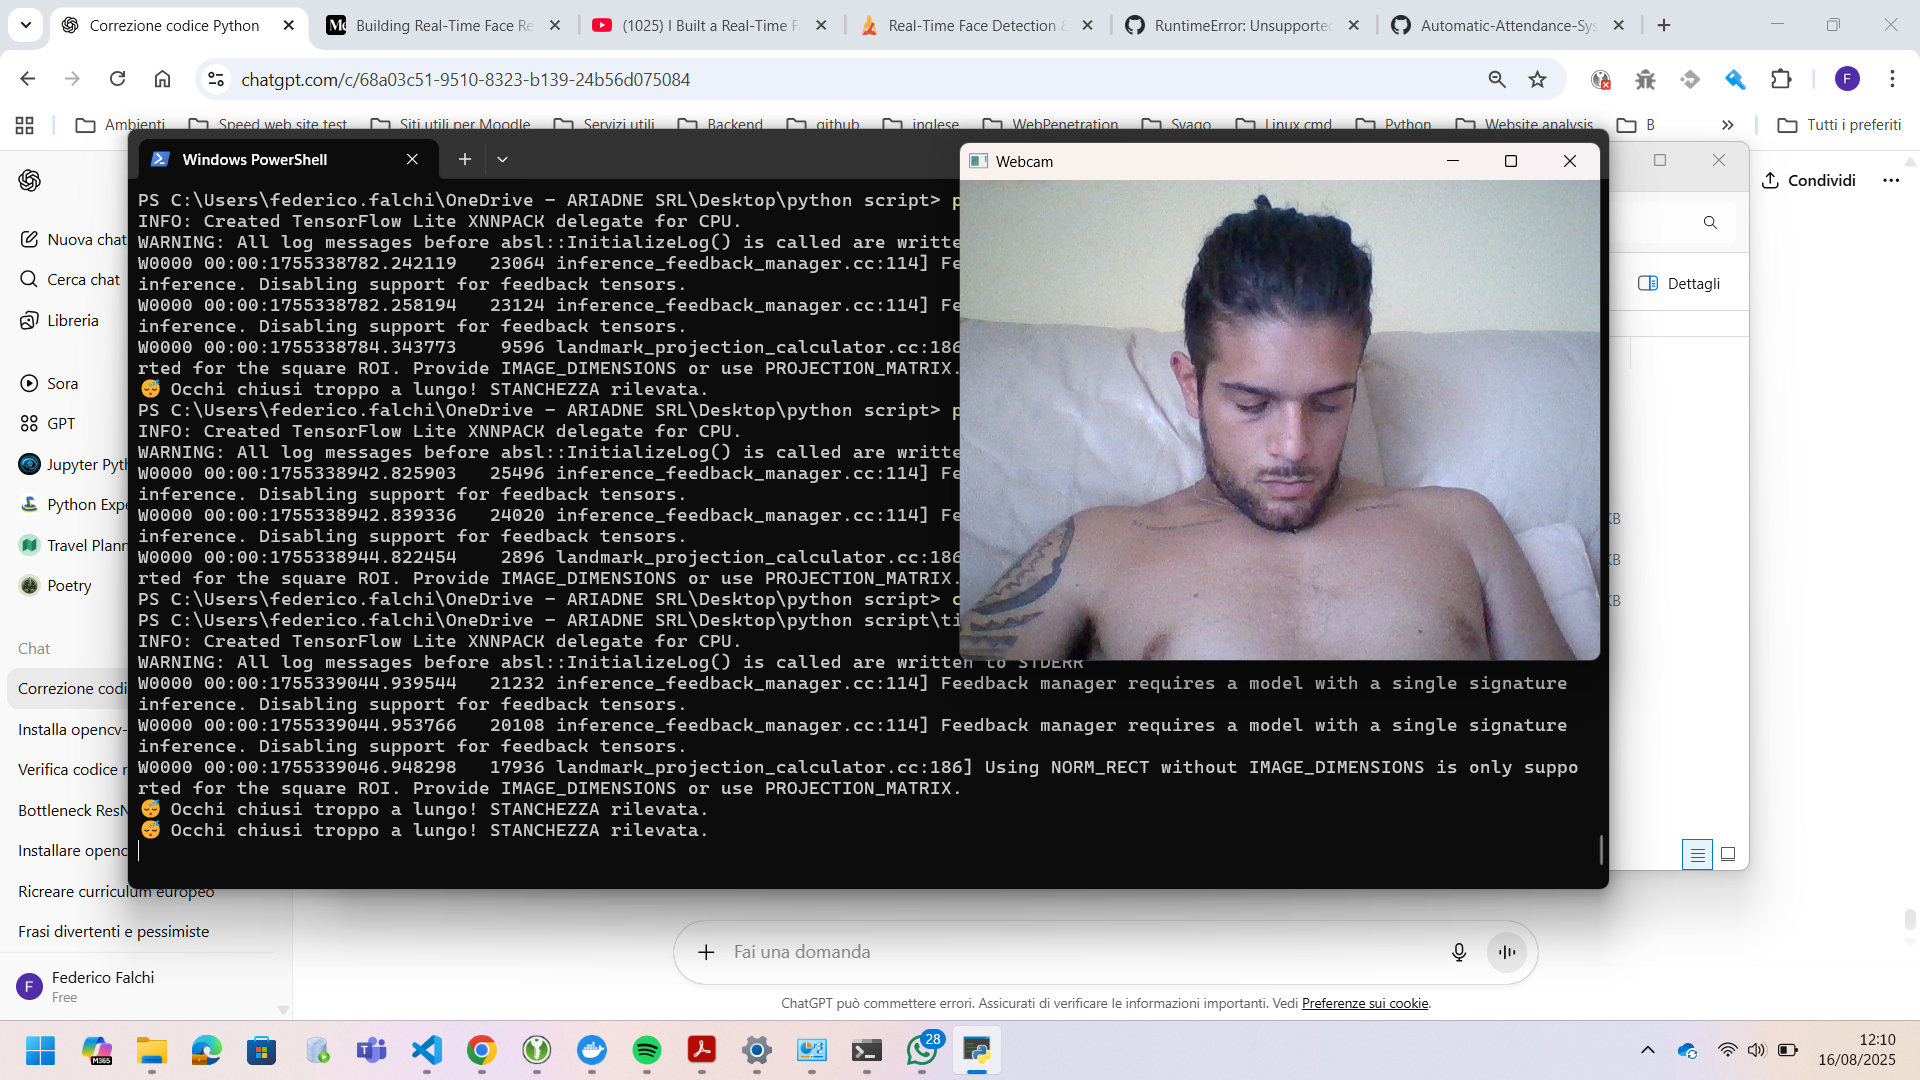 Correzione codice Python
Building Real-Time Face Re
(1025) I Built a Real-Time F
Real-Time Face Detection &
RuntimeError: Unsupported
Automatic-Attendance-Sys
chatgpt.com/c/68a03c51-9510-8323-b139-24b56d075084
F
Ambienti
Speed web site test
Siti utili per Moodle
Servizi utili
Backend
github
inglese
WebPenetration
Svago
Linux cmd
Python
Website analysis
B
Tutti i preferiti
Windows PowerShell
Webcam
Condividi
Dettagli
Nuova chat
Cerca chat
Libreria
Sora
GPT
Jupyter Pyth
Python Expe
Travel Plann
Poetry
Chat
Correzione codi
Installa opencv-
Verifica codice r
Bottleneck ResN
Installare openc
Ricreare curriculum europeo
Frasi divertenti e pessimiste
F
Federico Falchi
Free
PS C:\Users\federico.falchi\OneDrive - ARIADNE SRL\Desktop\python script> p
INFO: Created TensorFlow Lite XNNPACK delegate for CPU.
WARNING: All log messages before absl::InitializeLog() is called are writte
W0000 00:00:1755338782.242119   23064 inference_feedback_manager.cc:114] Fe
inference. Disabling support for feedback tensors.
W0000 00:00:1755338782.258194   23124 inference_feedback_manager.cc:114] Fe
inference. Disabling support for feedback tensors.
W0000 00:00:1755338784.343773    9596 landmark_projection_calculator.cc:186
rted for the square ROI. Provide IMAGE_DIMENSIONS or use PROJECTION_MATRIX.
😴 Occhi chiusi troppo a lungo! STANCHEZZA rilevata.
PS C:\Users\federico.falchi\OneDrive - ARIADNE SRL\Desktop\python script> p
INFO: Created TensorFlow Lite XNNPACK delegate for CPU.
WARNING: All log messages before absl::InitializeLog() is called are writte
W0000 00:00:1755338942.825903   25496 inference_feedback_manager.cc:114] Fe
inference. Disabling support for feedback tensors.
W0000 00:00:1755338942.839336   24020 inference_feedback_manager.cc:114] Fe
inference. Disabling support for feedback tensors.
W0000 00:00:1755338944.822454    2896 landmark_projection_calculator.cc:186
rted for the square ROI. Provide IMAGE_DIMENSIONS or use PROJECTION_MATRIX.
PS C:\Users\federico.falchi\OneDrive - ARIADNE SRL\Desktop\python script> c
PS C:\Users\federico.falchi\OneDrive - ARIADNE SRL\Desktop\python script\ti
INFO: Created TensorFlow Lite XNNPACK delegate for CPU.
WARNING: All log messages before absl::InitializeLog() is called are written to STDERR
W0000 00:00:1755339044.939544   21232 inference_feedback_manager.cc:114] Feedback manager requires a model with a single signature
inference. Disabling support for feedback tensors.
W0000 00:00:1755339044.953766   20108 inference_feedback_manager.cc:114] Feedback manager requires a model with a single signature
inference. Disabling support for feedback tensors.
W0000 00:00:1755339046.948298   17936 landmark_projection_calculator.cc:186] Using NORM_RECT without IMAGE_DIMENSIONS is only suppo
rted for the square ROI. Provide IMAGE_DIMENSIONS or use PROJECTION_MATRIX.
😴 Occhi chiusi troppo a lungo! STANCHEZZA rilevata.
😴 Occhi chiusi troppo a lungo! STANCHEZZA rilevata.
KB
KB
KB
Fai una domanda
ChatGPT può commettere errori. Assicurati di verificare le informazioni importanti. Vedi Preferenze sui cookie.
M365
28
12:10
16/08/2025